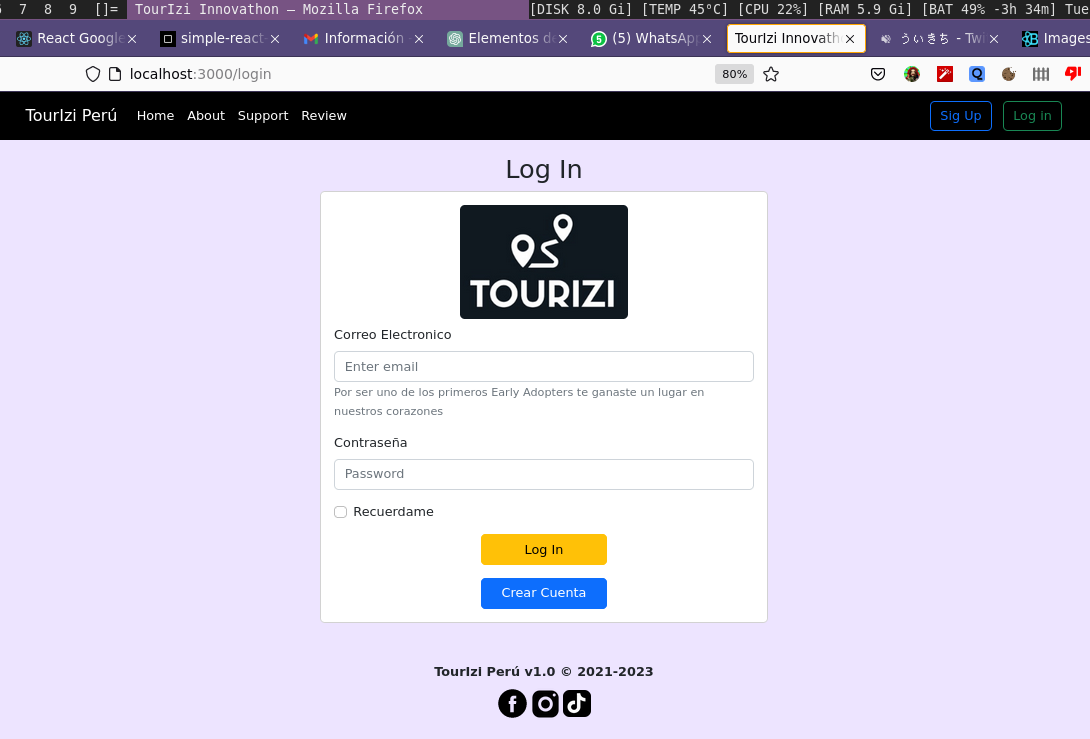 7 8 9 []= TourIzi Innovathon — Mozilla Firefox [DISK 8.0 Gi] [TEMP 45ºC] [CPU 22%] [RAM 5.9 Gi] [BAT 49% -3h 34m] Tue
React Google simple-react Información Elementos de (5) WhatsApp TourIzi Innovath ういきち - Twi Images
localhost:3000/login 80%
TourIzi Perú Home About Support Review Sig Up Log in
Log In
TOURIZI
Correo Electronico
Enter email
Por ser uno de los primeros Early Adopters te ganaste un lugar en
nuestros corazones
Contraseña
Password
Recuerdame
Log In
Crear Cuenta
TourIzi Perú v1.0 © 2021-2023